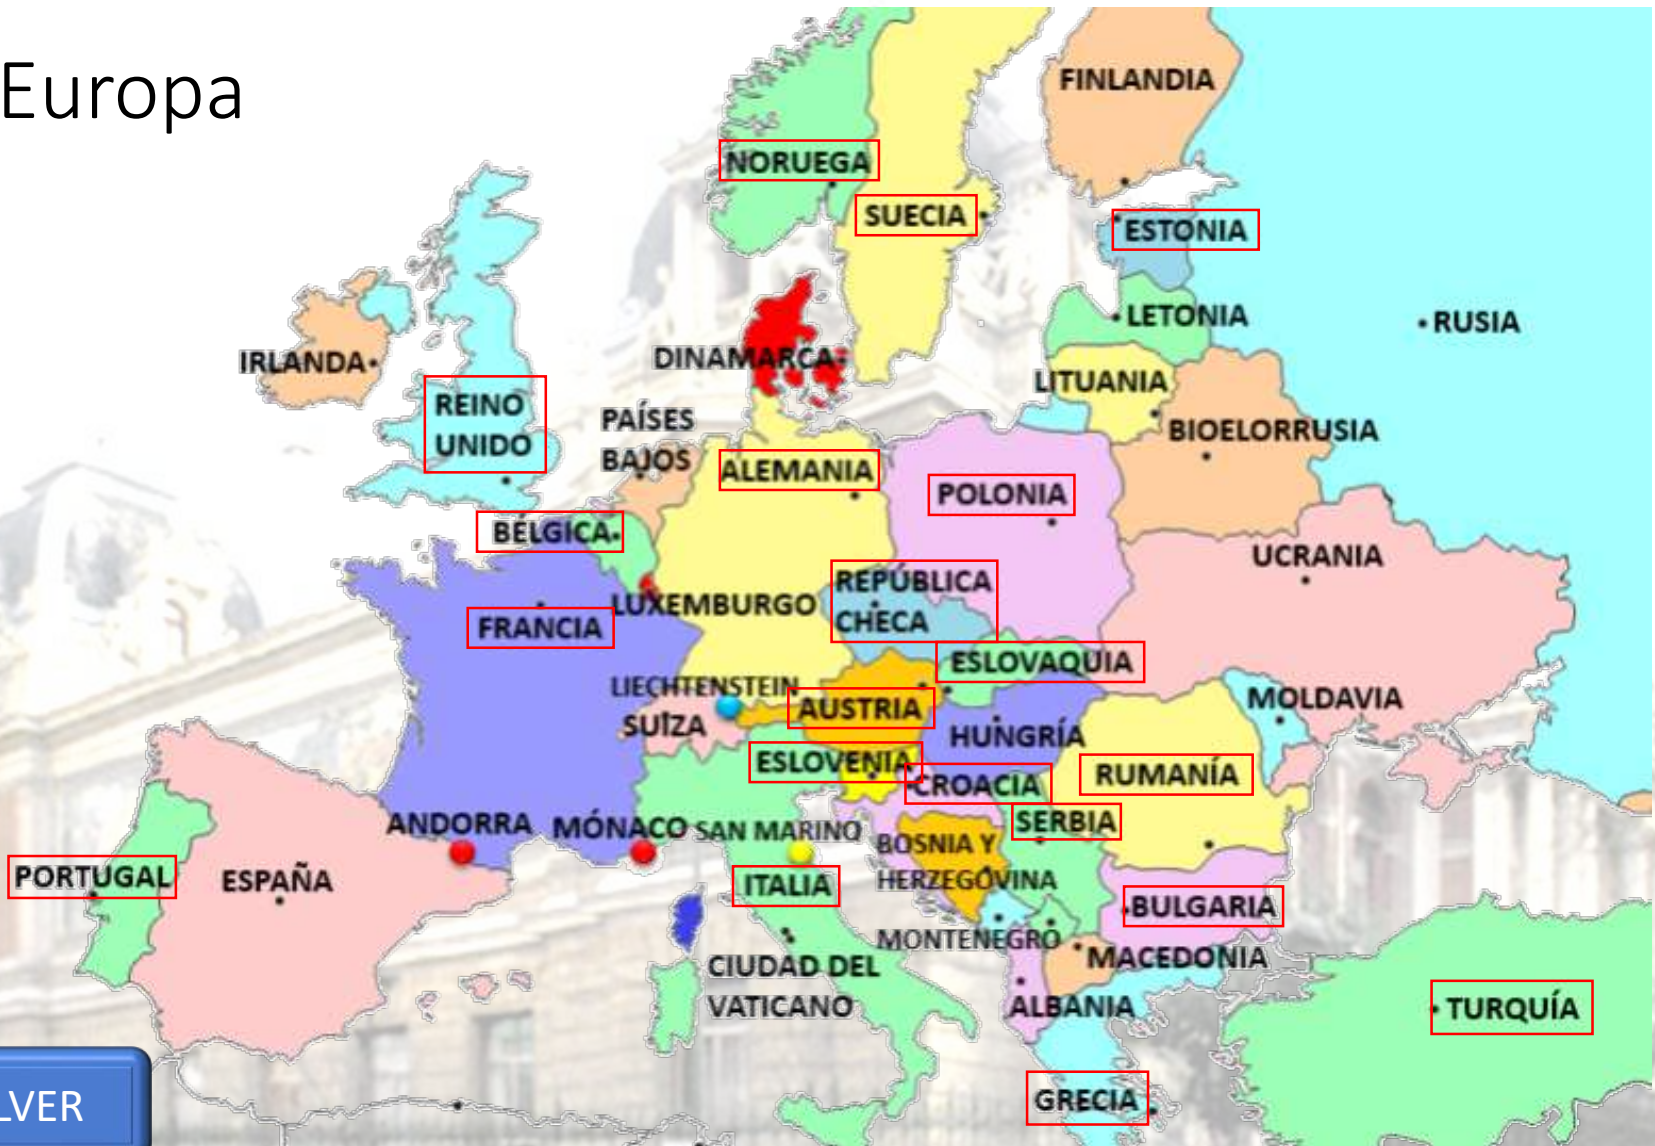 Europa
FINLANDIA
NORUEGA
SUECIA
ESTONIA
LETONIA
RUSIA
IRLANDA
DINAMARCA
LITUANIA
REINO
UNIDO
PAÍSES
BAJOS
BIOELORRUSIA
ALEMANIA
POLONIA
BÉLGICA
UCRANIA
REPÚBLICA
CHECA
LUXEMBURGO
FRANCIA
ESLOVAQUIA
LIECHTENSTEIN
AUSTRIA
MOLDAVIA
SUIZA
HUNGRÍA
ESLOVENIA
CROACIA
RUMANÍA
ANDORRA
MÓNACO
SAN MARINO
SERBIA
BOSNIA Y
HERZEGÓVINA
PORTUGAL
ESPAÑA
ITALIA
BULGARIA
MONTENEGRO
MACEDONIA
CIUDAD DEL
VATICANO
ALBANIA
TURQUÍA
GRECIA
LVER